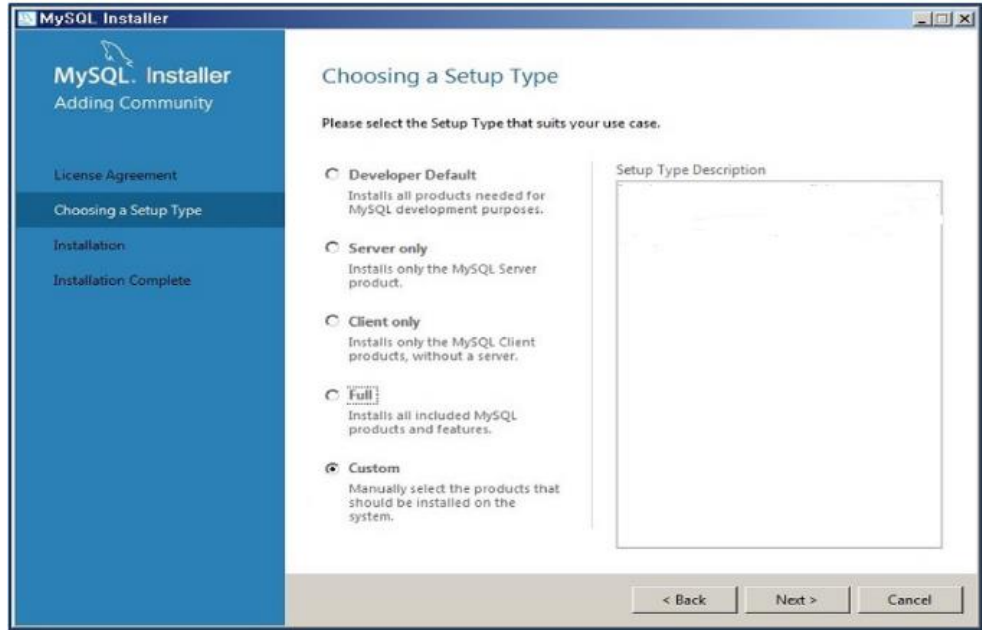 MySQL Installer
MySQL. Installer
Adding Community
License Agreement
Choosing a Setup Type
Installation
Installation Complete
Choosing a Setup Type
Please select the Setup Type that suits your use case.
Developer Default
Installs all products needed for
MySQL development purposes.
Server only
Installs only the MySQL Server
product.
Client only
Installs only the MySQL Client
products, without a server.
Full
Installs all included MySQL
products and features.
Custom
Manually select the products that
should be installed on the
system.
Setup Type Description
< Back
Next >
Cancel